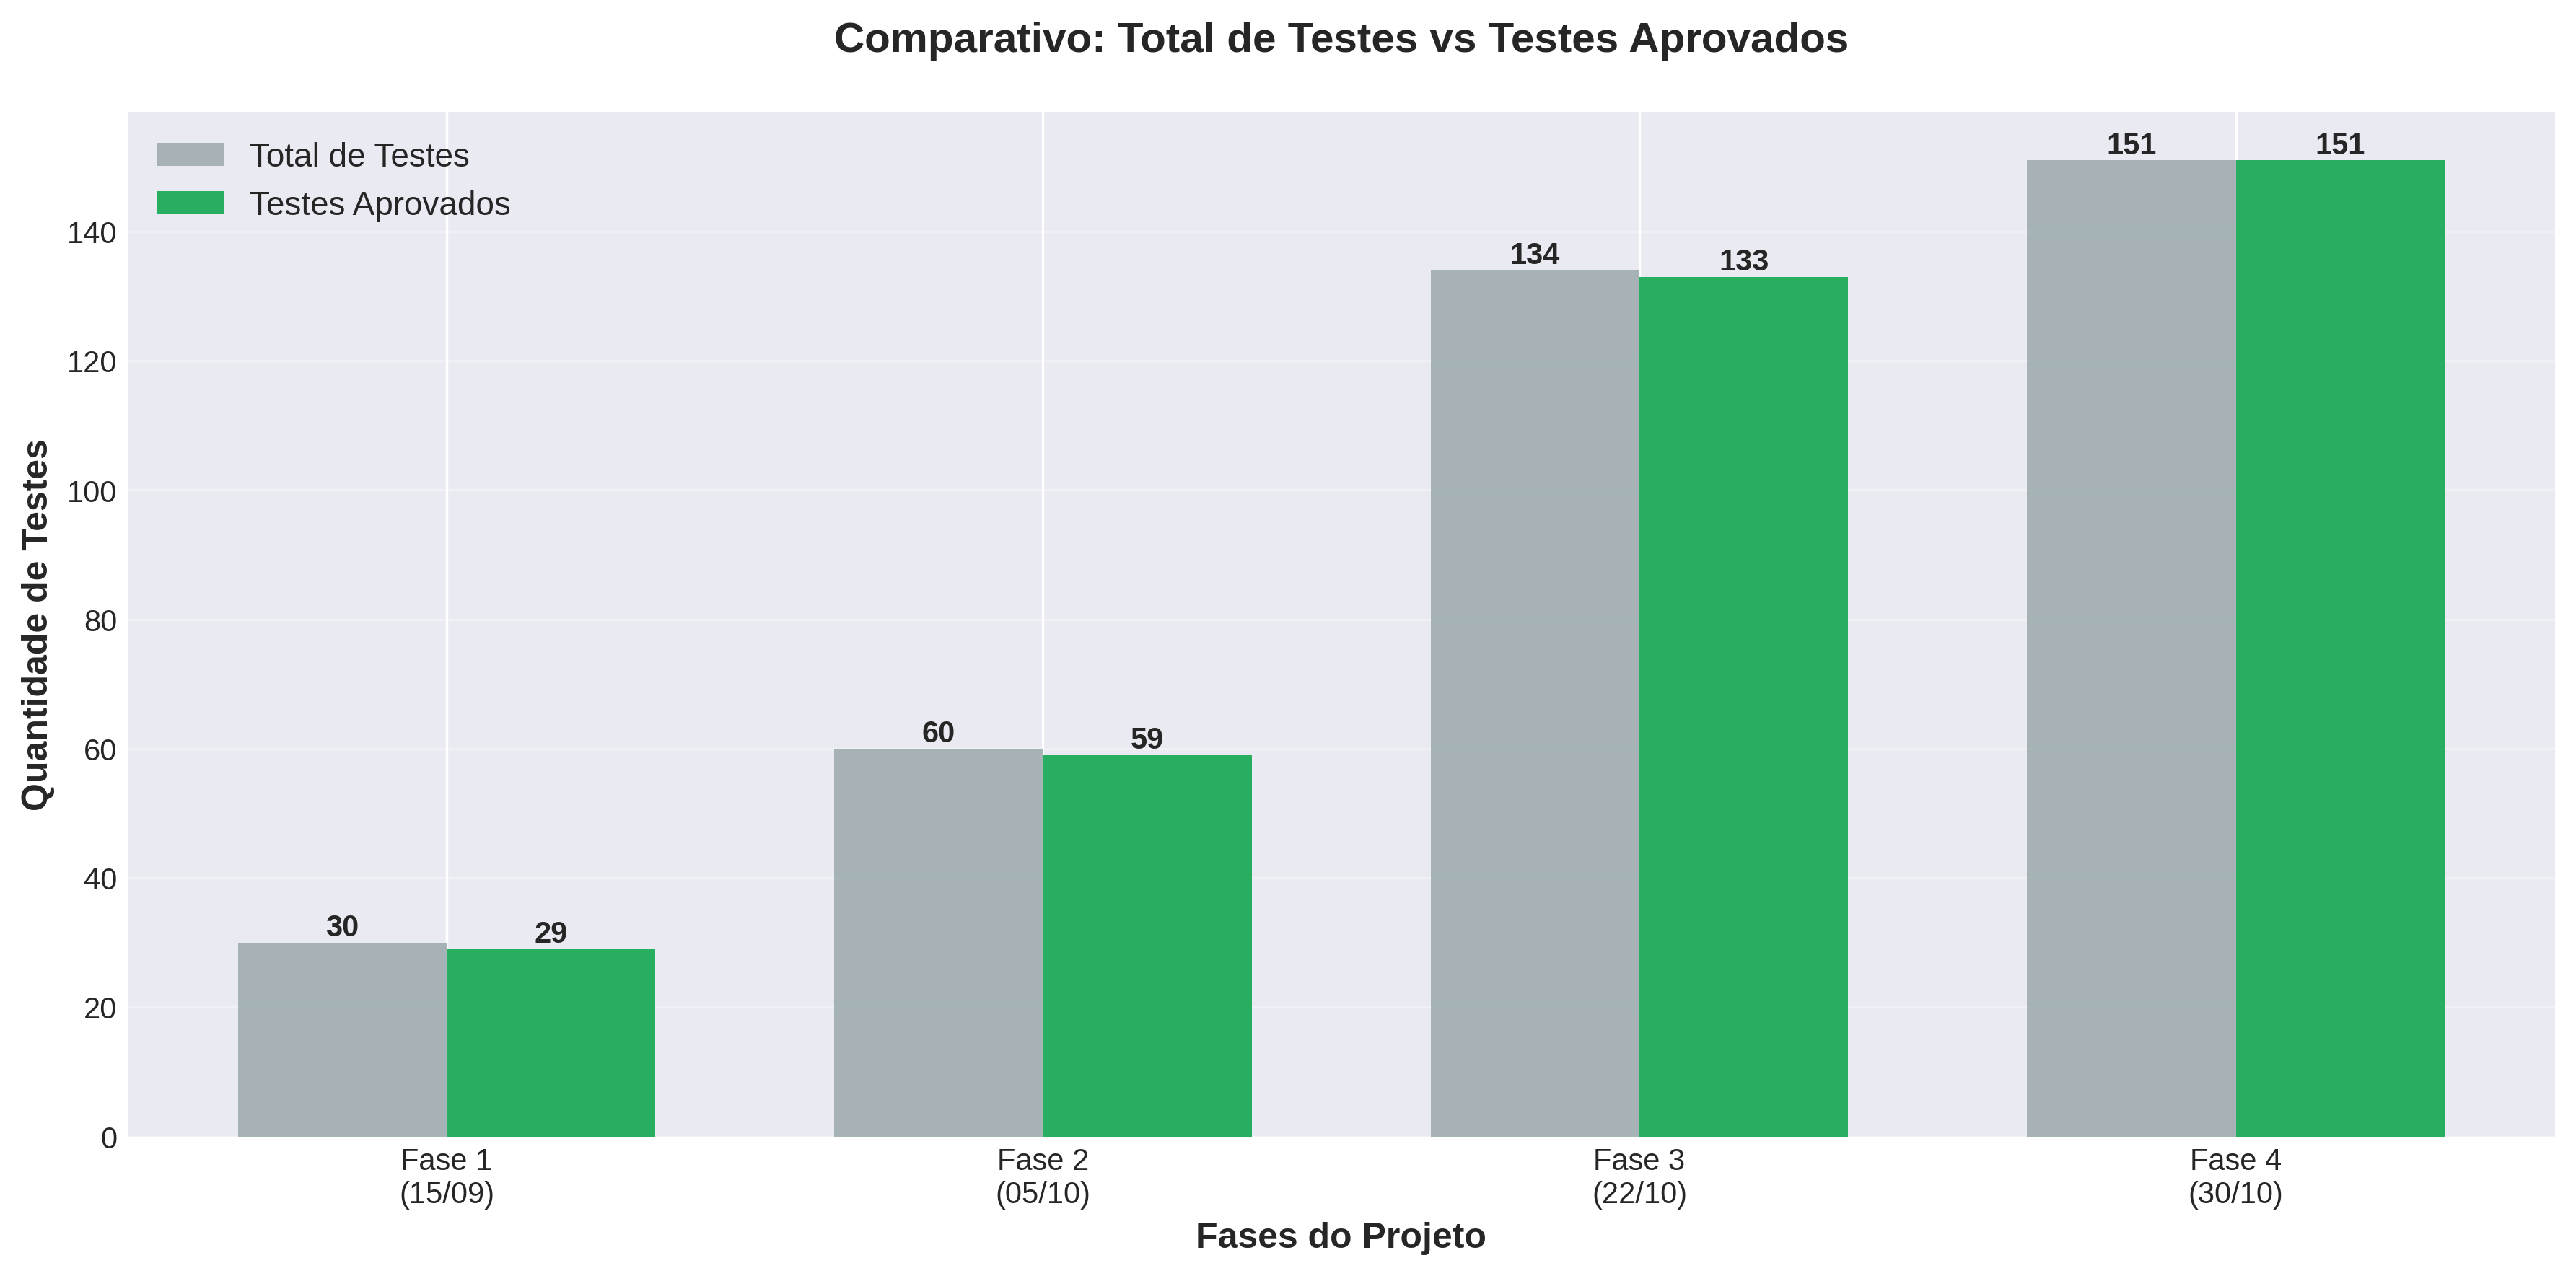 Comparativo: Total de Testes vs Testes Aprovados
Total de Testes
Testes Aprovados
Quantidade de Testes
140
120
100
80
60
40
20
0
30
29
60
59
134
133
151
151
Fase 1
(15/09)
Fase 2
(05/10)
Fase 3
(22/10)
Fase 4
(30/10)
Fases do Projeto